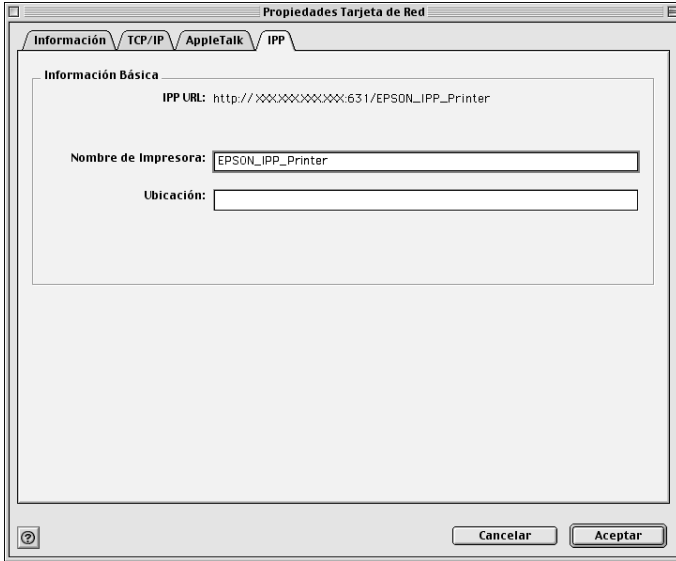 Propiedades Tarjeta de Red
Información TCP/IP AppleTalk IPP
Información Básica
IPP URL: http://XXX.XXX.XXX.XXX:631/EPSON_IPP_Printer
Nombre de Impresora: EPSON_IPP_Printer
Ubicación:
? Cancelar Aceptar